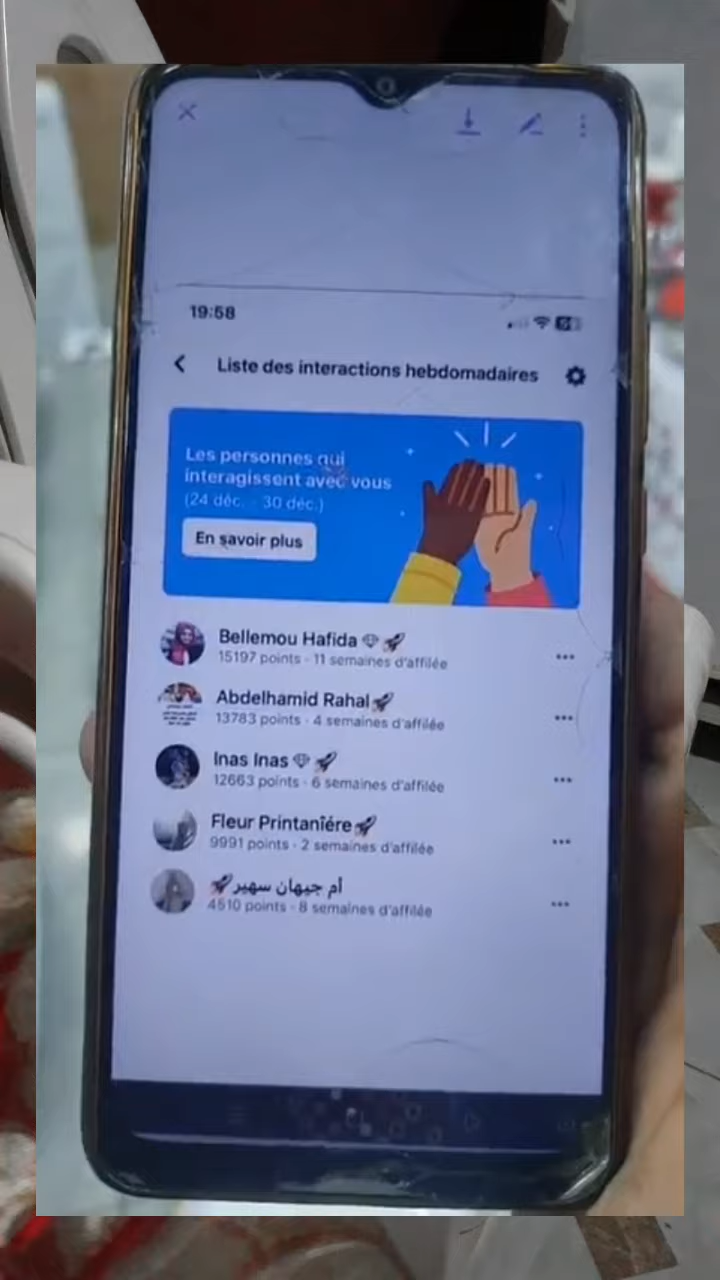 19:58
Liste des interactions hebdomadaires
Les personnes qui
interagissent avec vous
(24 déc. - 30 déc.)
En savoir plus
Bellemou Hafida 💎🚀
15197 points · 11 semaines d'affilée
Abdelhamid Rahal🚀
13783 points · 4 semaines d'affilée
Inas Inas 💎🚀
12663 points · 6 semaines d'affilée
Fleur Printanîére🚀
9991 points · 2 semaines d'affilée
أم جيهان سهير🚀
4510 points · 8 semaines d'affilée